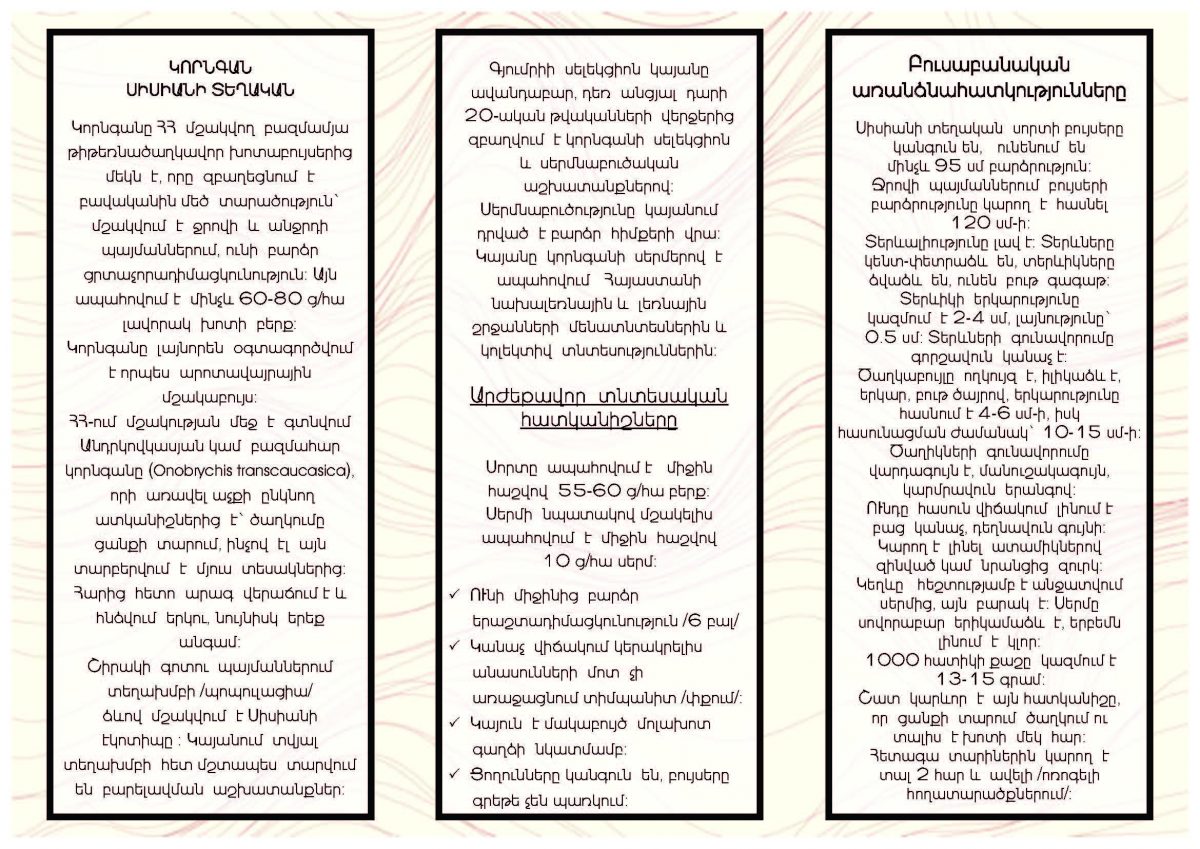 ԿՈՐՆԳԱՆ
ՍԻՍԻԱՆԻ ՏԵՂԱԿԱՆ
Կորնգանը ՀՀ մշակվող բազմամյա
թիթեռնածաղկավոր խոտաբույսերից
մեկն է, որը զբաղեցնում է
բավականին մեծ տարածություն՝
մշակվում է ջրովի և անջրդի
պայմաններում, ունի բարձր
ցրտաչորադիմացկունություն: Այն
ապահովում է մինչև 60-80 ց/հա
լավորակ խոտի բերք:
Կորնգանը լայնորեն օգտագործվում
է որպես արոտավայրային
մշակաբույս:
ՀՀ-ում մշակության մեջ է գտնվում
Անդրկովկասյան կամ բազմահար
կորնգանը (Onobrychis transcaucasica),
որի առավել աչքի ընկնող
ատկանիշներից է՝ ծաղկումը
ցանքի տարում, ինչով էլ այն
տարբերվում է մյուս տեսակներից:
Հարից հետո արագ վերաճում է և
հնձվում երկու, նույնիսկ երեք
անգամ:
Շիրակի գոտու պայմաններում
տեղախմբի /պոպուլացիա/
ձևով մշակվում է Սիսիանի
էկոտիպը : Կայանում տվյալ
տեղախմբի հետ մշտապես տարվում
են բարելավման աշխատանքներ:
Գյումրիի սելեկցիոն կայանը
ավանդաբար, դեռ անցյալ դարի
20-ական թվականների վերջերից
զբաղվում է կորնգանի սելեկցիոն
և սերմնաբուծական
աշխատանքներով:
Սերմնաբուծությունը կայանում
դրված է բարձր հիմքերի վրա:
Կայանը կորնգանի սերմերով է
ապահովում Հայաստանի
նախալեռնային և լեռնային
շրջանների մենատնտեսներին և
կոլեկտիվ տնտեսություններին:
Արժեքավոր տնտեսական
հատկանիշները
Սորտը ապահովում է միջին
հաշվով 55-60 ց/հա բերք:
Սերմի նպատակով մշակելիս
ապահովում է միջին հաշվով
10 ց/հա սերմ:
✓ Ունի միջինից բարձր
երաշտադիմացկունություն /6 բալ/
✓ Կանաչ վիճակում կերակրելիս
անասունների մոտ չի
առաջացնում տիմպանիտ /փքում/:
✓ Կայուն է մակաբույծ մոլախոտ
գաղձի նկատմամբ:
✓ Ցողունները կանգուն են, բույսերը
գրեթե չեն պառկում:
Բուսաբանական
առանձնահատկությունները
Սիսիանի տեղական սորտի բույսերը
կանգուն են, ունենում են
մինչև 95 սմ բարձրություն:
Ջրովի պայմաններում բույսերի
բարձրությունը կարող է հասնել
120 սմ-ի:
Տերևալիությունը լավ է: Տերևները
կենտ-փետրաձև են, տերևիկները
ձվաձև են, ունեն բութ գագաթ:
Տերևիկի երկարությունը
կազմում է 2-4 սմ, լայնությունը՝
0.5 սմ: Տերևների գունավորումը
գորշավուն կանաչ է:
Ծաղկաբույլը ողկույզ է, իլիկաձև է,
երկար, բութ ծայրով, երկարությունը
հասնում է 4-6 սմ-ի, իսկ
հասունացման ժամանակ՝ 10-15 սմ-ի:
Ծաղիկների գունավորումը
վարդագույն է, մանուշակագույն,
կարմրավուն երանգով:
Ունդը հասուն վիճակում լինում է
բաց կանաչ, դեղնավուն գույնի:
Կարող է լինել ատամիկներով
զինված կամ նրանցից զուրկ:
Կեղևը հեշտությամբ է անջատվում
սերմից, այն բարակ է: Սերմը
սովորաբար երիկամաձև է, երբեմն
լինում է կլոր:
1000 հատիկի քաշը կազմում է
13-15 գրամ:
Շատ կարևոր է այն հատկանիշը,
որ ցանքի տարում ծաղկում ու
տալիս է խոտի մեկ հար:
Հետագա տարիներին կարող է
տալ 2 հար և ավելի /ոռոգելի
հողատարածքներում/: